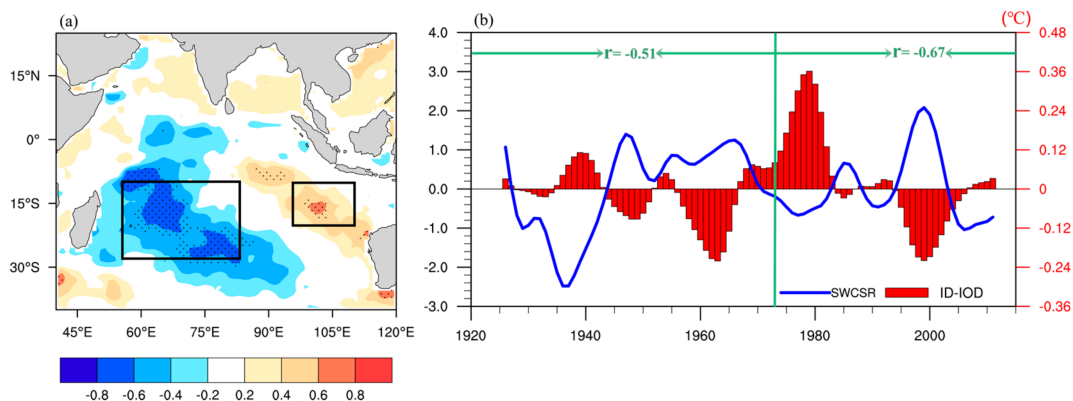 (a)
15°N
0°
15°S
30°S
45°E
60°E
75°E
90°E
105°E
120°E
-0.8
-0.6
-0.4
-0.2
0.2
0.4
0.6
0.8
(b)
(℃)
4.0
3.0
2.0
1.0
0.0
-1.0
-2.0
-3.0
r= -0.51
r= -0.67
0.48
0.36
0.24
0.12
0
-0.12
-0.24
-0.36
SWCSR
ID-IOD
1920
1940
1960
1980
2000